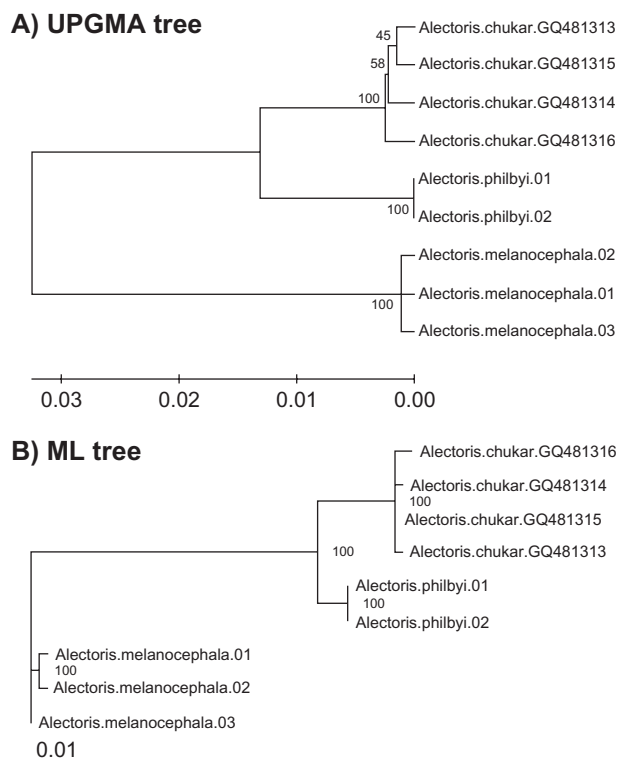 A) UPGMA tree
Alectoris.chukar.GQ481313
45
Alectoris.chukar.GQ481315
58
Alectoris.chukar.GQ481314
100
Alectoris.chukar.GQ481316
Alectoris.philbyi.01
100
Alectoris.philbyi.02
Alectoris.melanocephala.02
Alectoris.melanocephala.01
100
Alectoris.melanocephala.03
0.03 0.02 0.01 0.00
B) ML tree
Alectoris.chukar.GQ481316
Alectoris.chukar.GQ481314
100
Alectoris.chukar.GQ481315
100
Alectoris.chukar.GQ481313
Alectoris.philbyi.01
100
Alectoris.philbyi.02
Alectoris.melanocephala.01
100
Alectoris.melanocephala.02
Alectoris.melanocephala.03
0.01